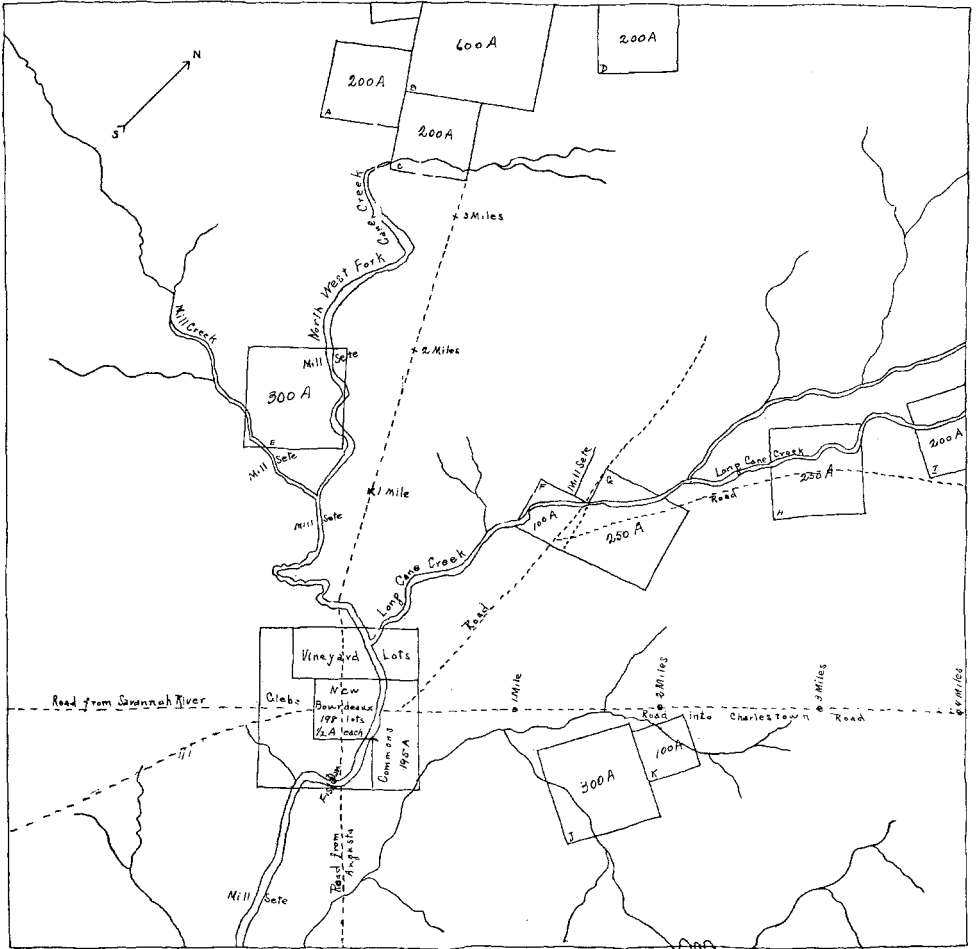 600 A
200 A
D
N
200 A
B
A
200 A
S
C
North West Fork Cane Creek
x 3 Miles
Mill Creek
x 2 Miles
Mill Sete
300 A
E
Mill Sete
x 1 Mile
Mill Sete
Long Cane Creek
F
100 A
Mill Sete
G
250 A
Road
Long Cane Creek
Road
250 A
H
200 A
I
Vineyard Lots
Road from Savannah River
Glebe
New
Bourdeaux
198 lots
½ A each
Commons
195 A
1 Mile
2 Miles
3 Miles
4 Miles
Road into Charlestown Road
100 A
K
300 A
J
Road from
Augusta
Mill Sete